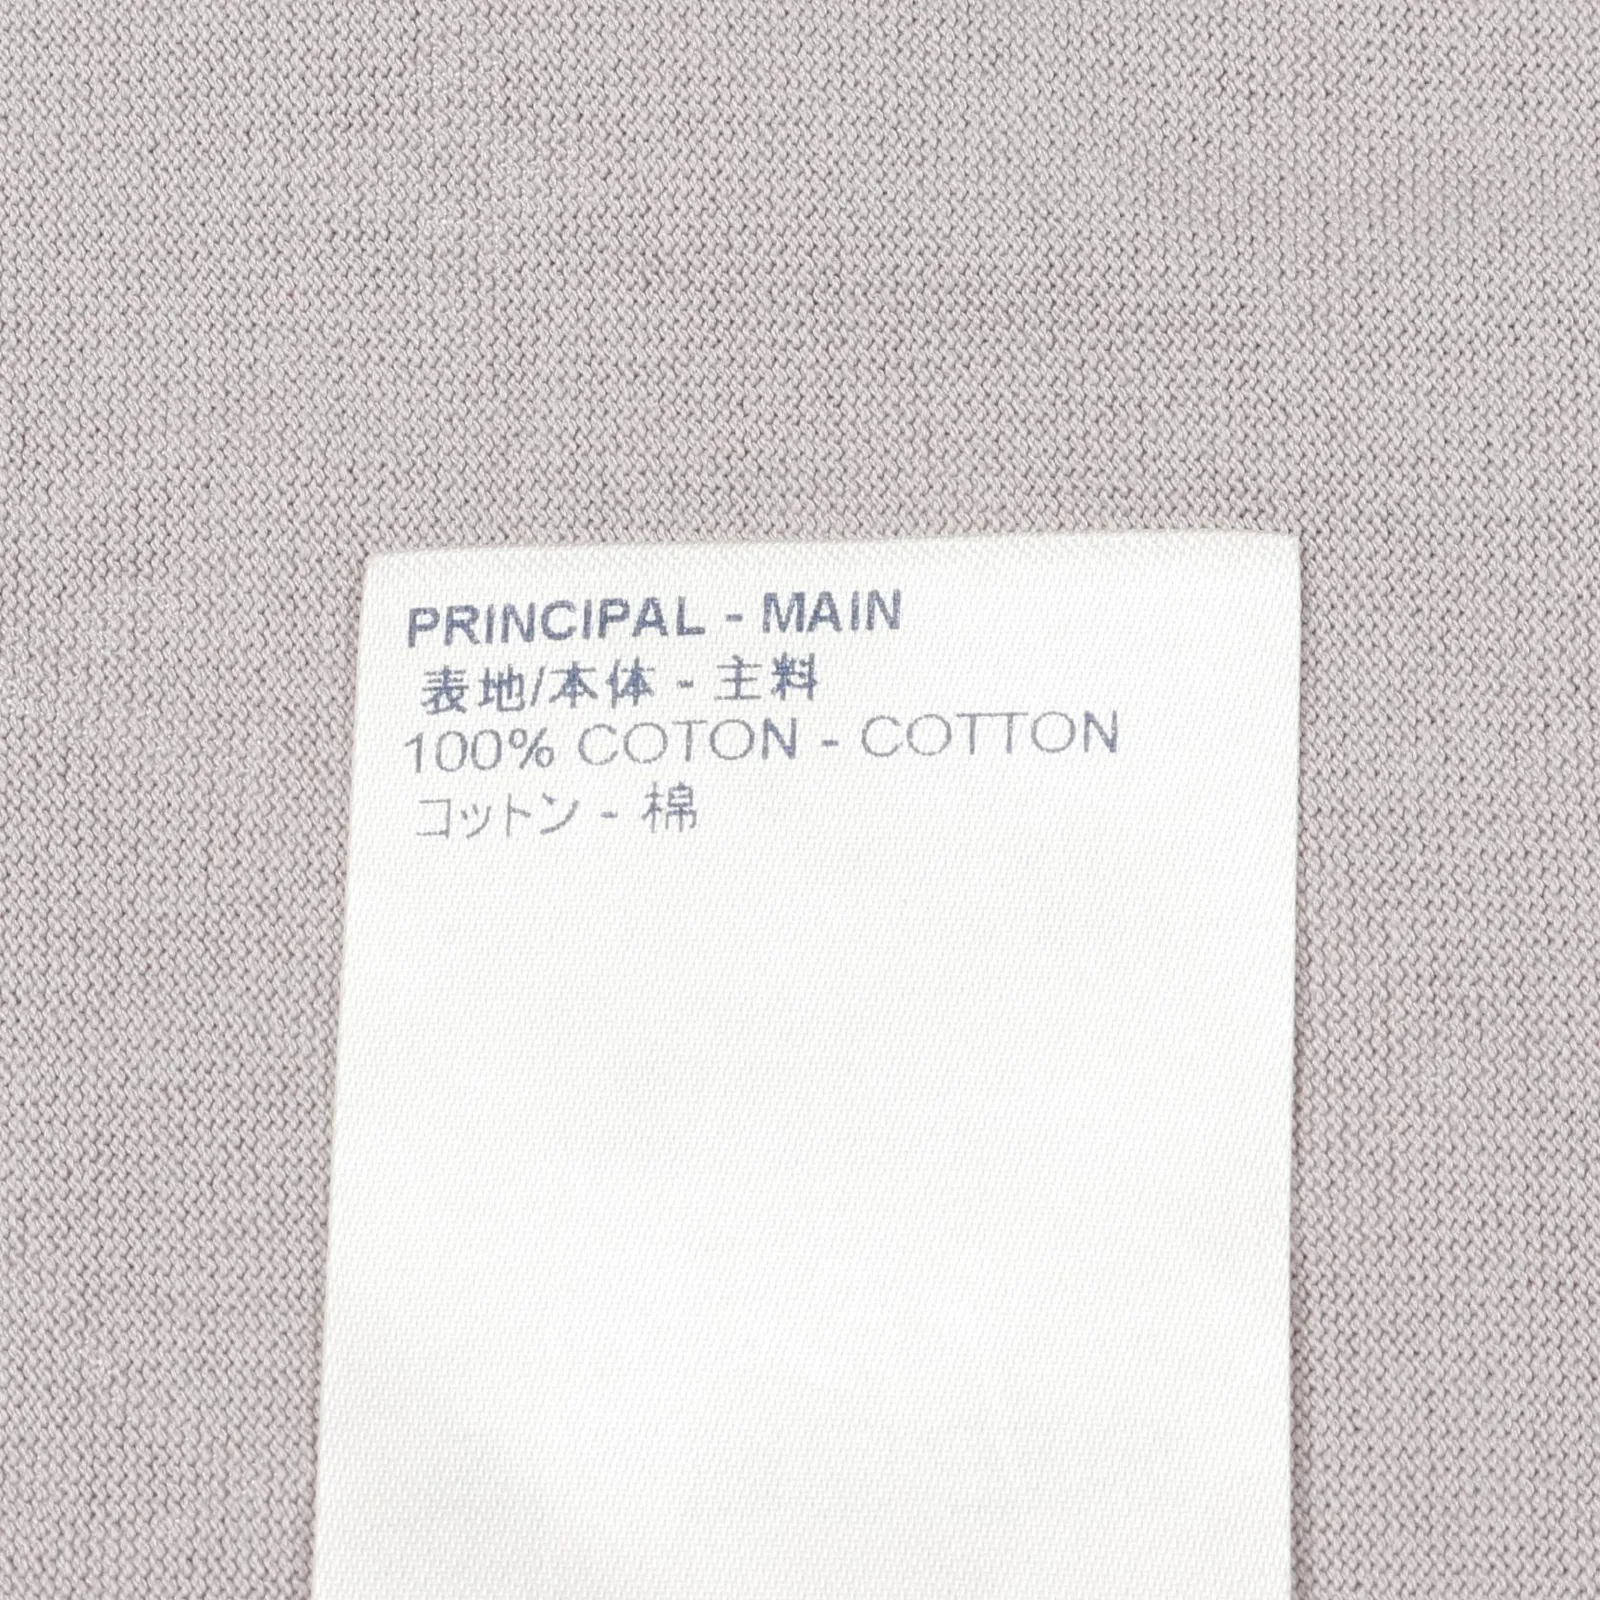 PRINCIPAL - MAIN
表地/本体 - 主料
100% COTON - COTTON
コットン - 棉